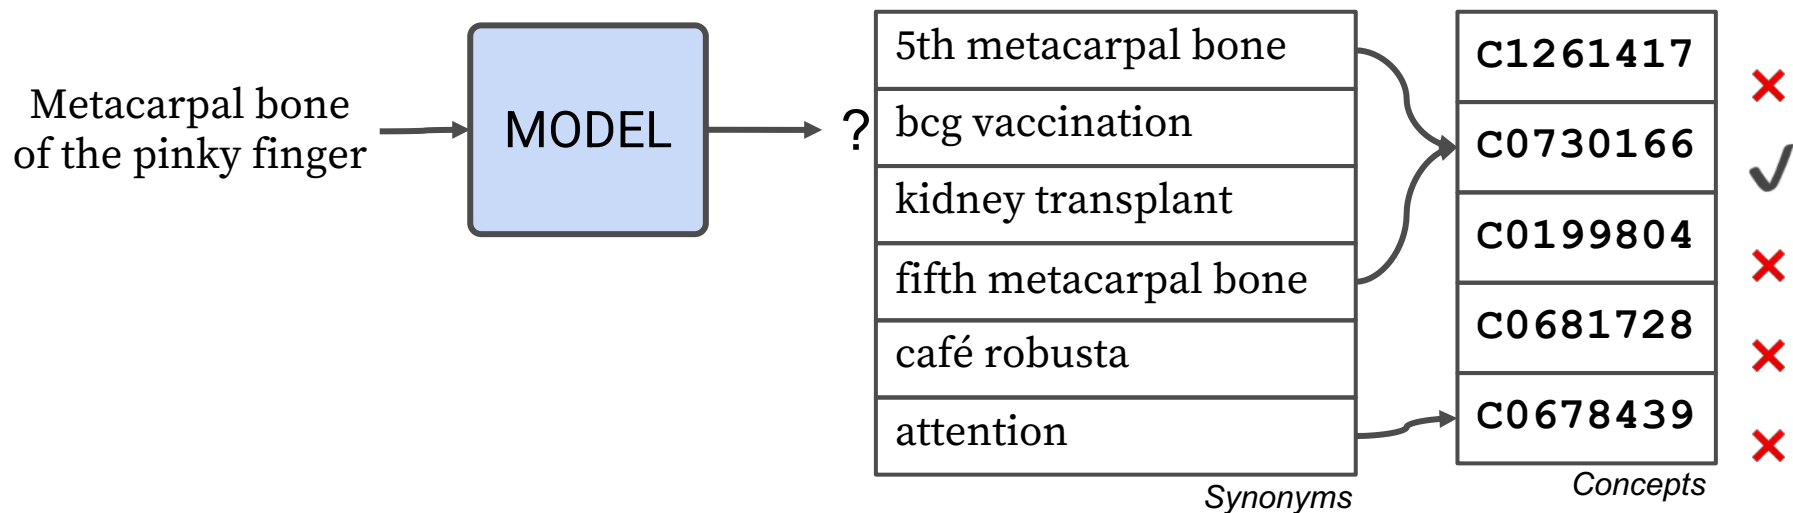 Metacarpal bone
of the pinky finger
MODEL
?
5th metacarpal bone
bcg vaccination
kidney transplant
fifth metacarpal bone
café robusta
attention
Synonyms
C1261417
C0730166
C0199804
C0681728
C0678439
Concepts